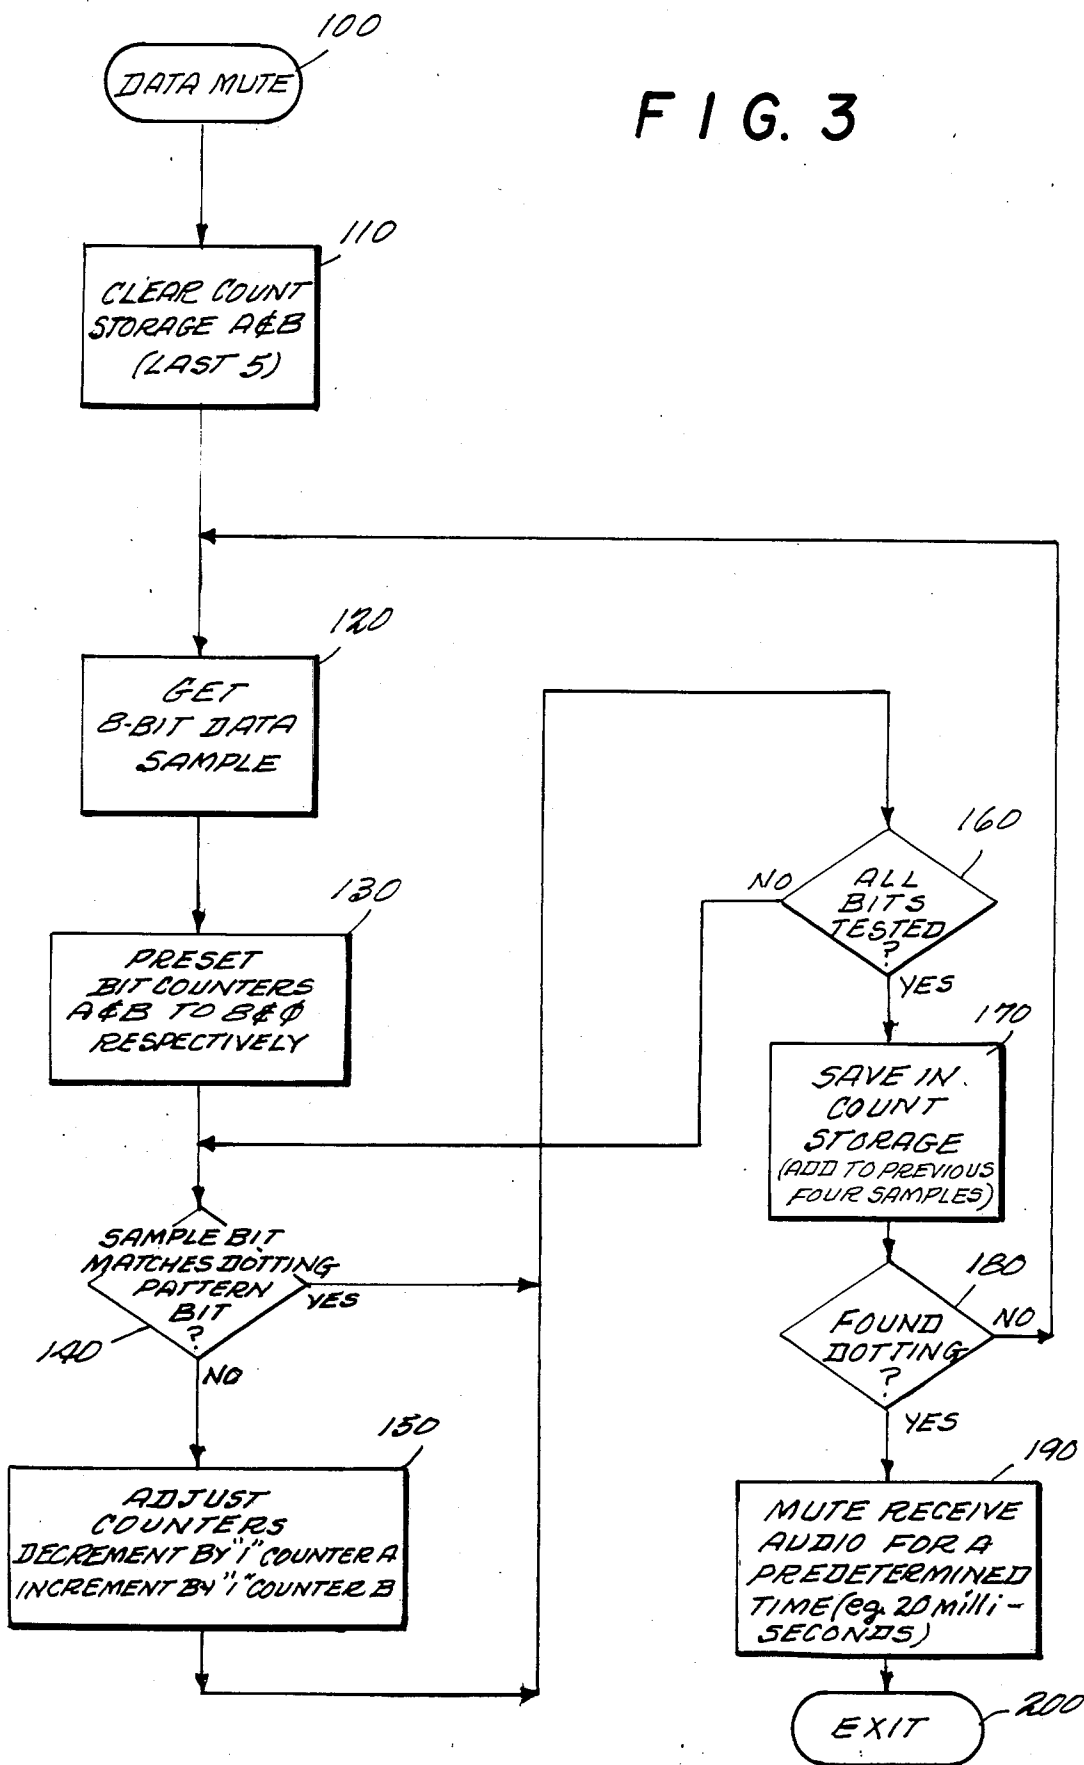 100
DATA MUTE
FIG. 3
110
CLEAR COUNT
STORAGE A&B
(LAST 5)
120
GET
8-BIT DATA
SAMPLE
130
PRESET
BIT COUNTERS
A&B TO 8&0
RESPECTIVELY
SAMPLE BIT
MATCHES DOTTING
PATTERN
BIT
?
YES
140
NO
150
ADJUST
COUNTERS
DECREMENT BY "1" COUNTER A
INCREMENT BY "1" COUNTER B
160
NO
ALL
BITS
TESTED
?
YES
170
SAVE IN
COUNT
STORAGE
(ADD TO PREVIOUS
FOUR SAMPLES)
180
FOUND
DOTTING
?
NO
YES
190
MUTE RECEIVE
AUDIO FOR A
PREDETERMINED
TIME (eg. 20 milli-
SECONDS)
EXIT
200